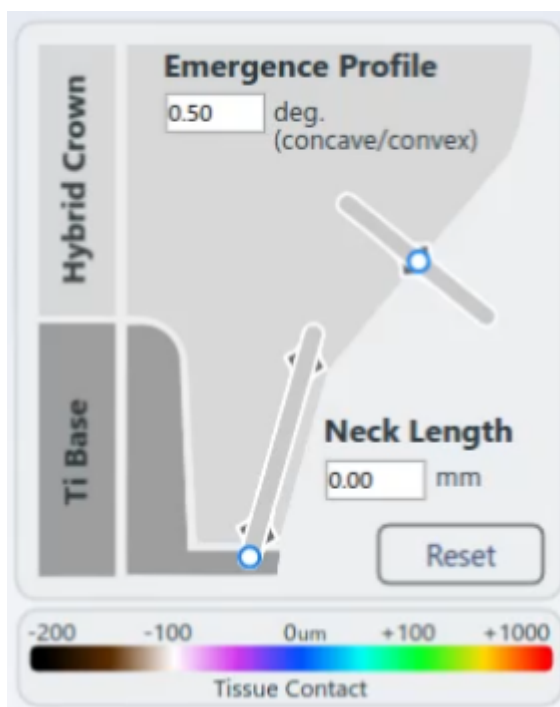 Hybrid Crown
Emergence Profile
0.50 deg.
(concave/convex)
Ti Base
Neck Length
0.00 mm
Reset
-200 -100 0um +100 +1000
Tissue Contact